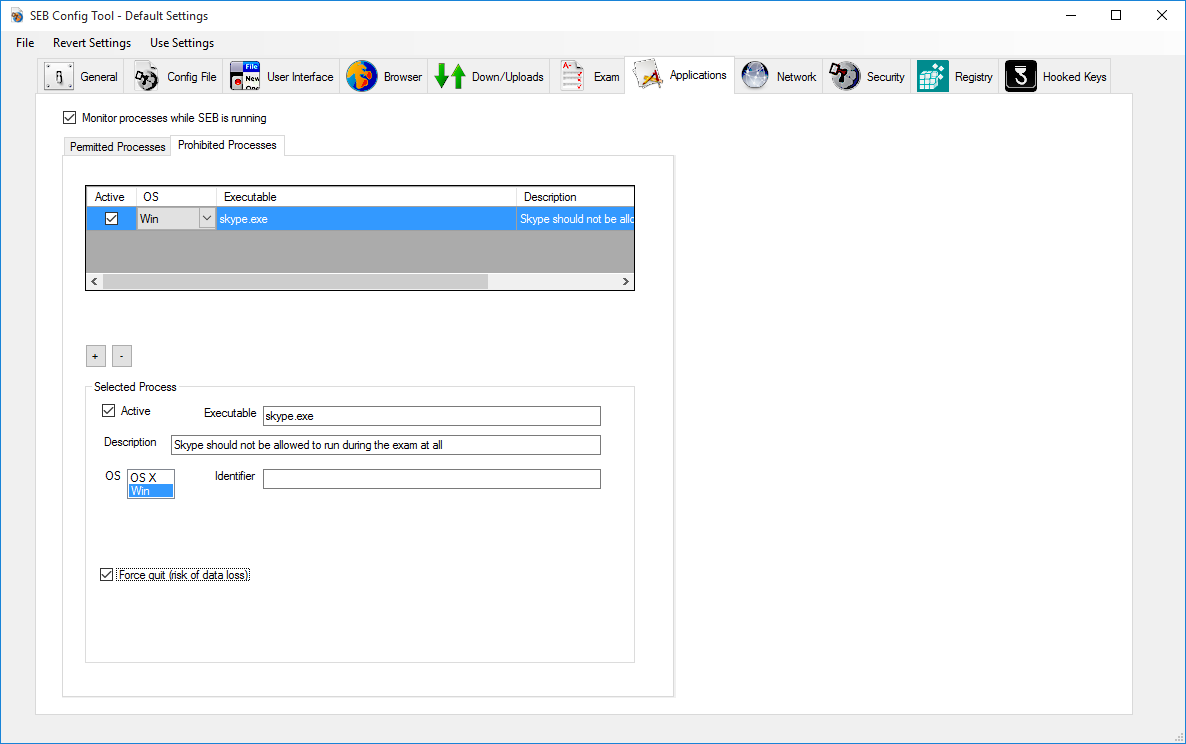 SEB Config Tool - Default Settings
File Revert Settings Use Settings
General Config File User Interface Browser Down/Uploads Exam Applications Network Security Registry Hooked Keys
Monitor processes while SEB is running
Permitted Processes Prohibited Processes
Active OS Executable Description
Win skype.exe Skype should not be allo
+ -
Selected Process
Active Executable skype.exe
Description Skype should not be allowed to run during the exam at all
OS OS X Identifier
Win
Force quit (risk of data loss)